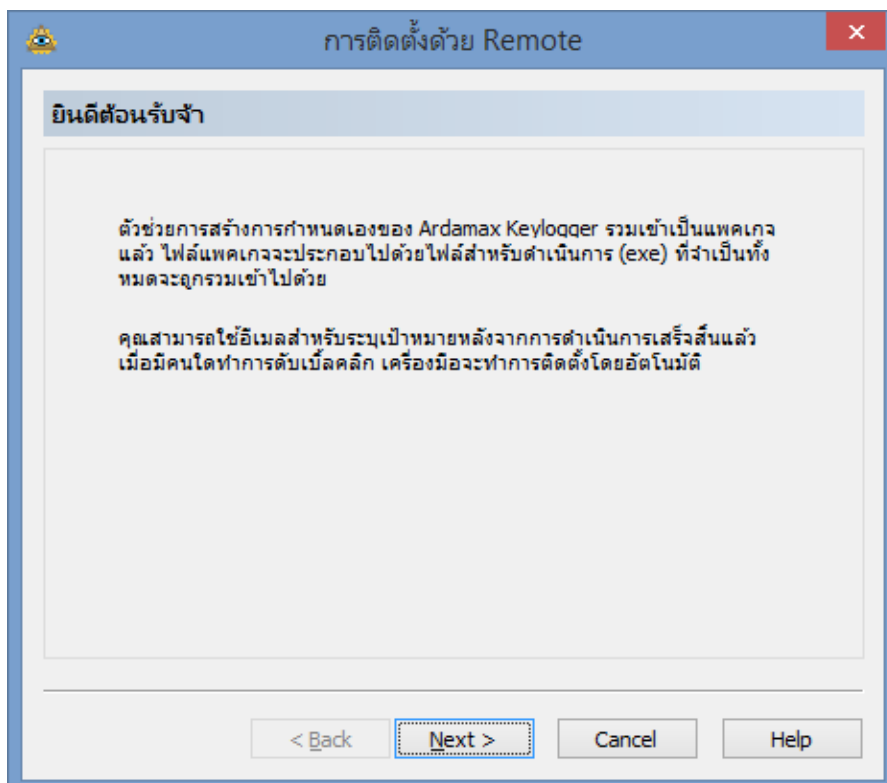 การติดตั้งด้วย Remote
ยินดีต้อนรับจ้า
ตัวช่วยการสร้างการกำหนดเองของ Ardamax Keylogger รวมเข้าเป็นแพคเกจ
แล้ว ไฟล์แพคเกจจะประกอบไปด้วยไฟล์สำหรับดำเนินการ (exe) ที่จำเป็นทั้ง
หมดจะถูกรวมเข้าไปด้วย
คุณสามารถใช้อีเมลสำหรับระบุเป้าหมายหลังจากการดำเนินการเสร็จสิ้นแล้ว
เมื่อมีคนใดทำการดับเบิ้ลคลิก เครื่องมือจะทำการติดตั้งโดยอัตโนมัติ
< Back Next > Cancel Help